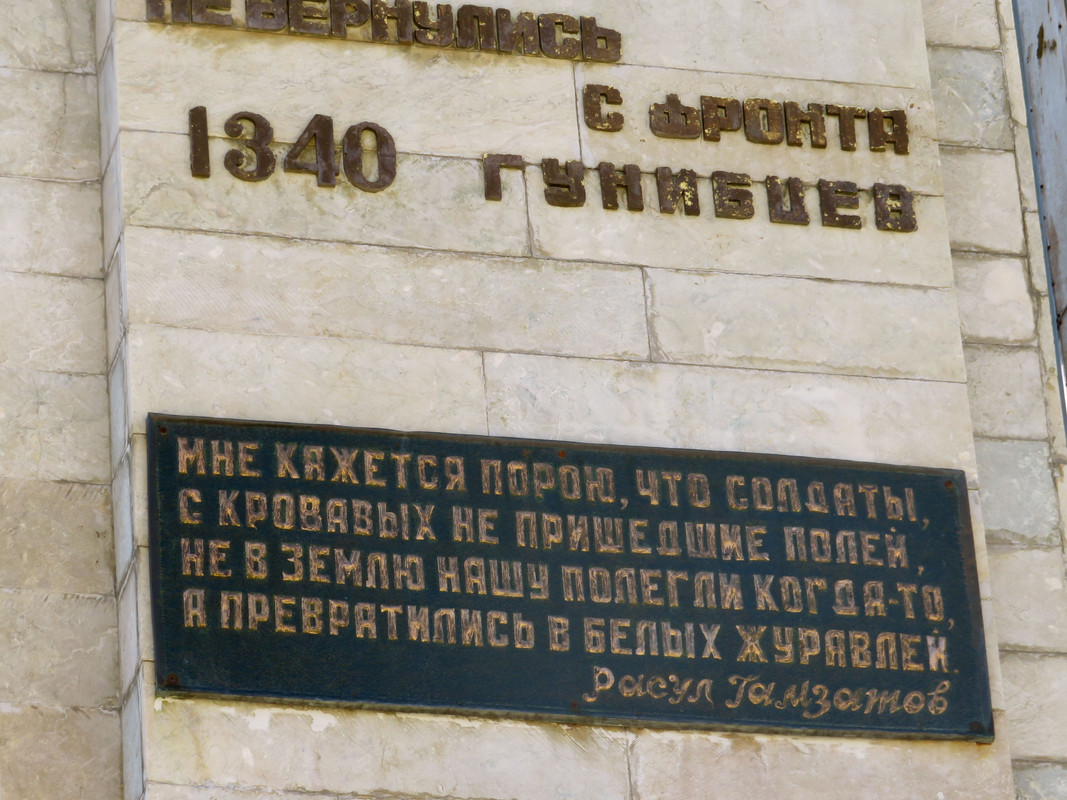 НЕ ВЕРНУЛИСЬ
С ФРОНТА
1340 ГУНИБЦЕВ
МНЕ КАЖЕТСЯ ПОРОЮ, ЧТО СОЛДАТЫ,
С КРОВАВЫХ НЕ ПРИШЕДШИЕ ПОЛЕЙ,
НЕ В ЗЕМЛЮ НАШУ ПОЛЕГЛИ КОГДА-ТО,
А ПРЕВРАТИЛИСЬ В БЕЛЫХ ЖУРАВЛЕЙ.
Расул Гамзатов